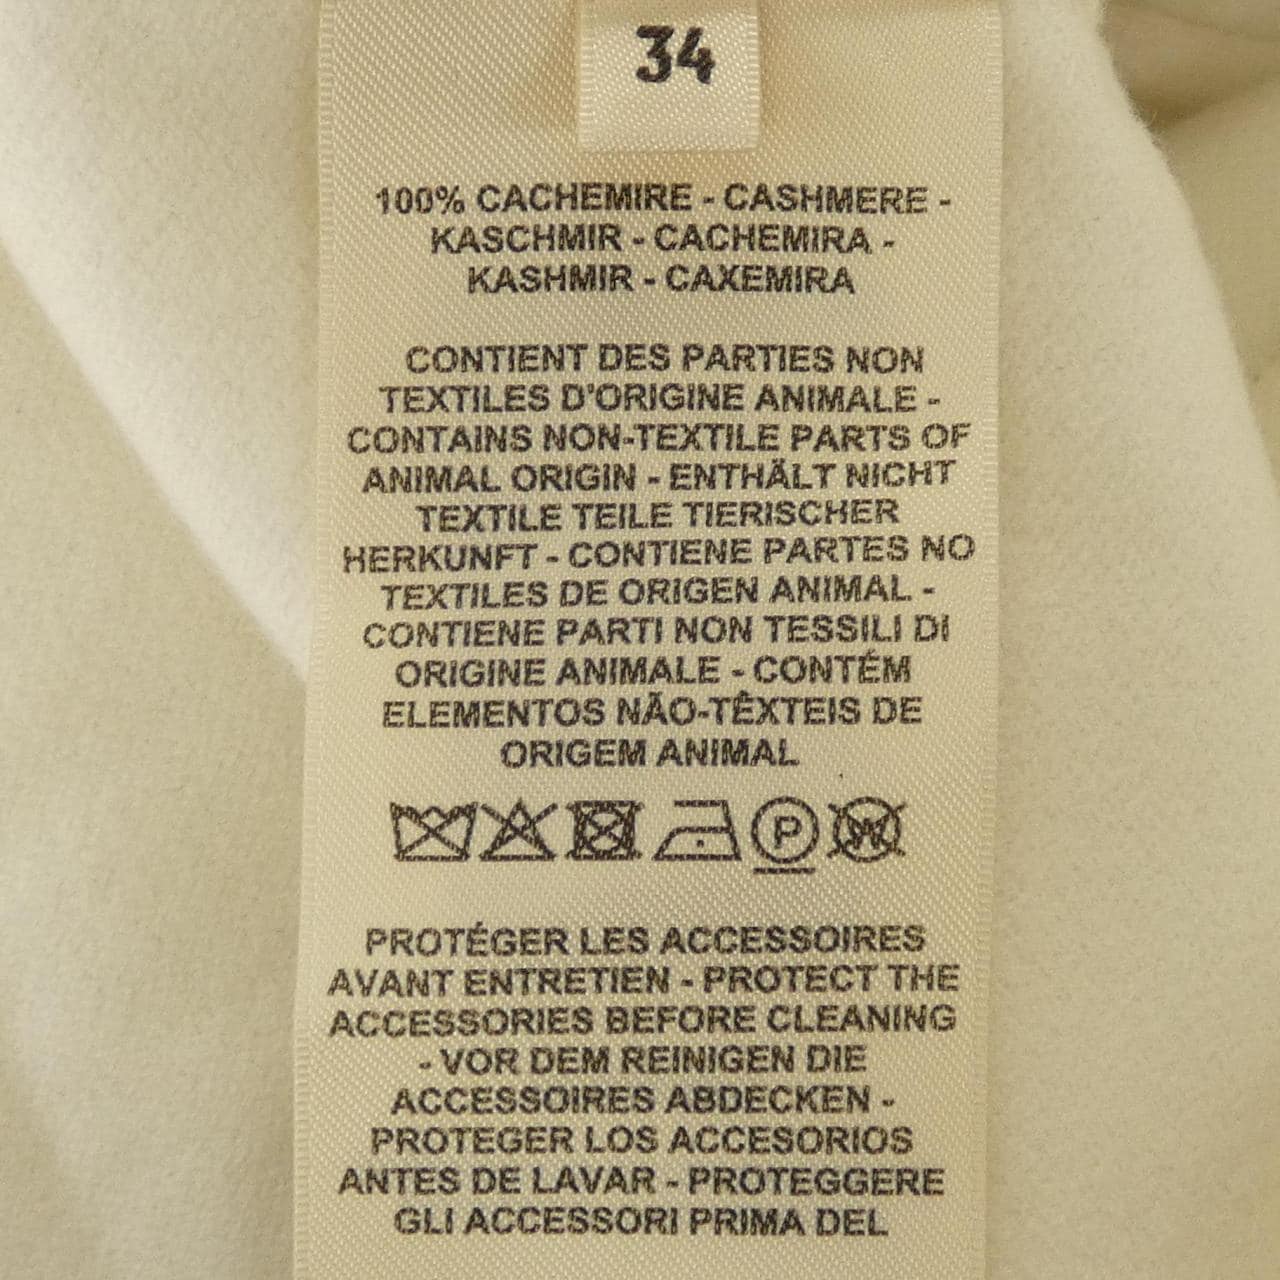 34
100% CACHEMIRE - CASHMERE -
KASCHMIR - CACHEMIRA -
KASHMIR - CAXEMIRA
CONTIENT DES PARTIES NON
TEXTILES D'ORIGINE ANIMALE -
CONTAINS NON-TEXTILE PARTS OF
ANIMAL ORIGIN - ENTHÄLT NICHT
TEXTILE TEILE TIERISCHER
HERKUNFT - CONTIENE PARTES NO
TEXTILES DE ORIGEN ANIMAL -
CONTIENE PARTI NON TESSILI DI
ORIGINE ANIMALE - CONTÉM
ELEMENTOS NÃO-TÊXTEIS DE
ORIGEM ANIMAL
P W
PROTÉGER LES ACCESSOIRES
AVANT ENTRETIEN - PROTECT THE
ACCESSORIES BEFORE CLEANING
- VOR DEM REINIGEN DIE
ACCESSOIRES ABDECKEN -
PROTEGER LOS ACCESORIOS
ANTES DE LAVAR - PROTEGGERE
GLI ACCESSORI PRIMA DEL